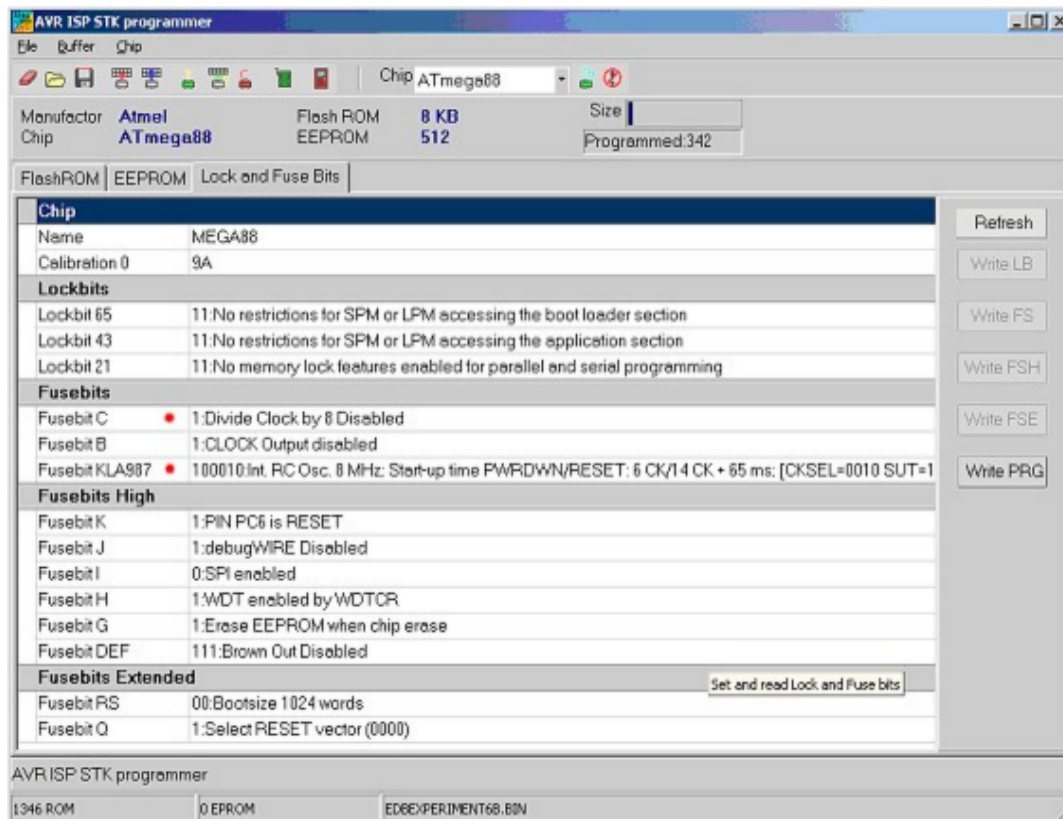 AVR ISP STK programmer
File Buffer Chip
Chip ATmega88
Manufactor Atmel Flash ROM 8 KB Size
Chip ATmega88 EEPROM 512 Programmed:342
FlashROM EEPROM Lock and Fuse Bits
Chip
Name MEGA88
Calibration 0 9A
Lockbits
Lockbit 65 11:No restrictions for SPM or LPM accessing the boot loader section
Lockbit 43 11:No restrictions for SPM or LPM accessing the application section
Lockbit 21 11:No memory lock features enabled for parallel and serial programming
Fusebits
Fusebit C 1:Divide Clock by 8 Disabled
Fusebit B 1:CLOCK Output disabled
Fusebit KLA987 100010:Int. RC Osc. 8 MHz; Start-up time PWRDWN/RESET: 6 CK/14 CK + 65 ms; [CKSEL=0010 SUT=1
Fusebits High
Fusebit K 1:PIN PC6 is RESET
Fusebit J 1:debugWIRE Disabled
Fusebit I 0:SPI enabled
Fusebit H 1:WDT enabled by WDTCR
Fusebit G 1:Erase EEPROM when chip erase
Fusebit DEF 111:Brown Out Disabled
Fusebits Extended
Fusebit RS 00:Bootsize 1024 words
Fusebit Q 1:Select RESET vector (0000)
Set and read Lock and Fuse bits
Refresh
Write LB
Write FS
Write FSH
Write FSE
Write PRG
AVR ISP STK programmer
1346 ROM 0 EPROM EDBEXPERIMENT6B.BIN